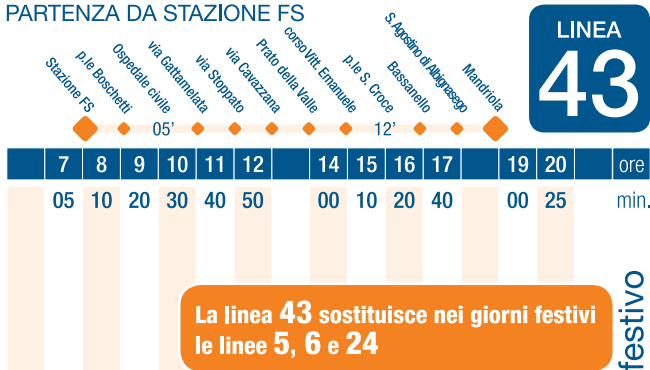 PARTENZA DA STAZIONE FS
LINEA
43
Stazione FS
p.le Boschetti
Ospedale civile
via Gattamelata
via Stoppato
via Cavazzana
Prato della Valle
corso Vitt. Emanuele
p.le S. Croce
Bassanello
S. Agostino di Albignasego
Mandriola
05' 12'
7 8 9 10 11 12 14 15 16 17 19 20 ore
05 10 20 30 40 50 00 10 20 40 00 25 min.
La linea 43 sostituisce nei giorni festivi
le linee 5, 6 e 24
festivo